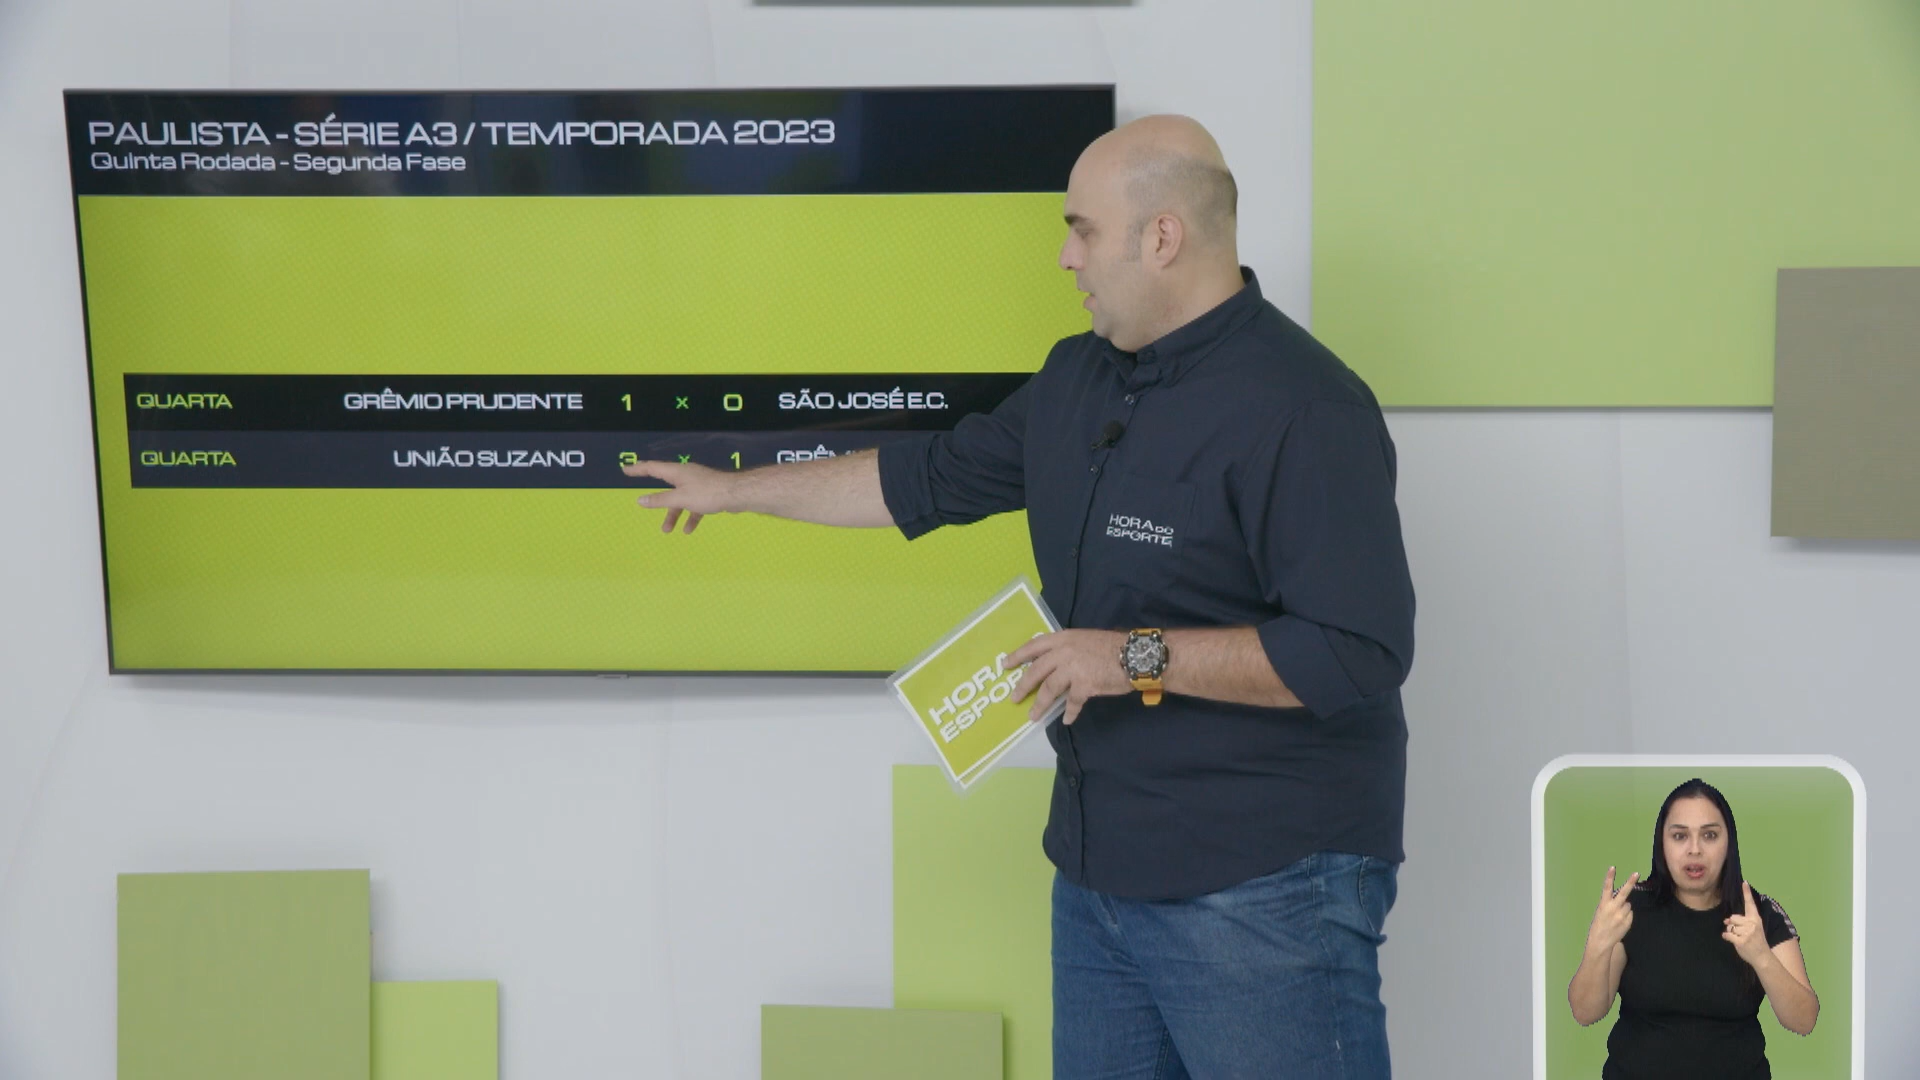 PAULISTA - SÉRIE A3 / TEMPORADA 2023
Quinta Rodada - Segunda Fase
QUARTA GRÊMIO PRUDENTE 1 x 0 SÃO JOSÉ E.C.
QUARTA UNIÃO SUZANO 3 x 1
HORA DO
ESPORTE
HORA